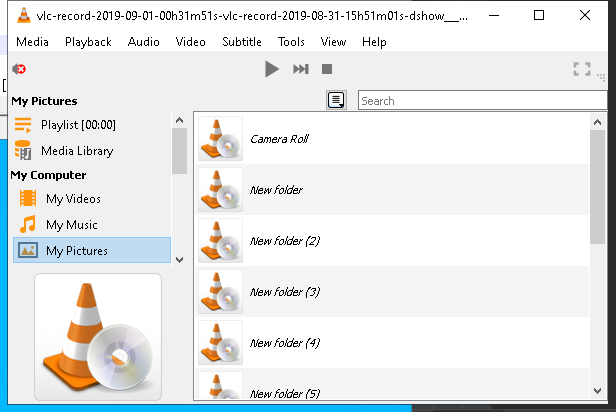 vlc-record-2019-09-01-00h31m51s-vlc-record-2019-08-31-15h51m01s-dshow__...
Media Playback Audio Video Subtitle Tools View Help
My Pictures
Search
Playlist [00:00]
Media Library
My Computer
My Videos
My Music
My Pictures
Camera Roll
New folder
New folder (2)
New folder (3)
New folder (4)
New folder (5)